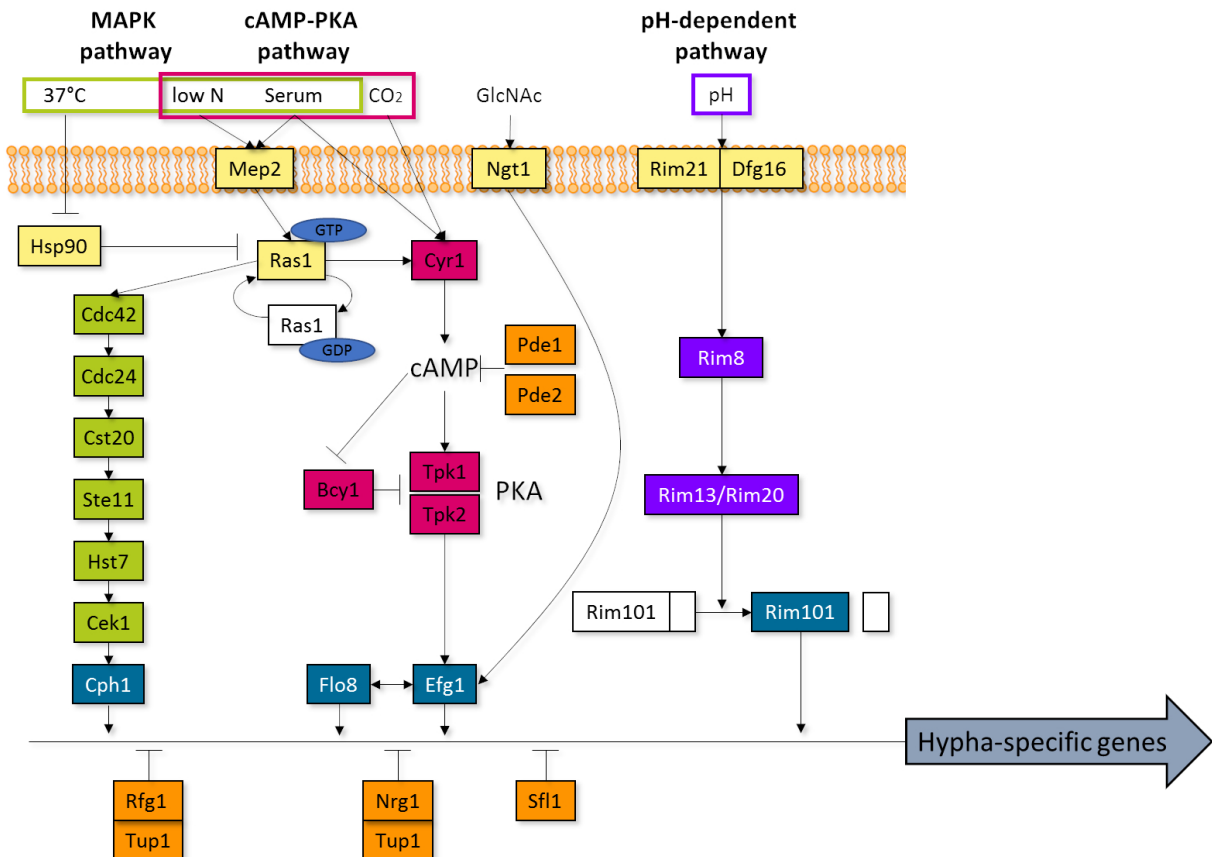 MAPK
pathway
cAMP-PKA
pathway
pH-dependent
pathway
37°C
low N
Serum
CO₂
GlcNAc
pH
Mep2
Ngt1
Rim21
Dfg16
Hsp90
GTP
Ras1
Cyr1
Cdc42
Ras1
GDP
Pde1
Rim8
Cdc24
cAMP
Pde2
Cst20
Tpk1
Bcy1
PKA
Ste11
Rim13/Rim20
Tpk2
Hst7
Rim101
Rim101
Cek1
Cph1
Flo8
Efg1
Hypha-specific genes
Rfg1
Nrg1
Sfl1
Tup1
Tup1